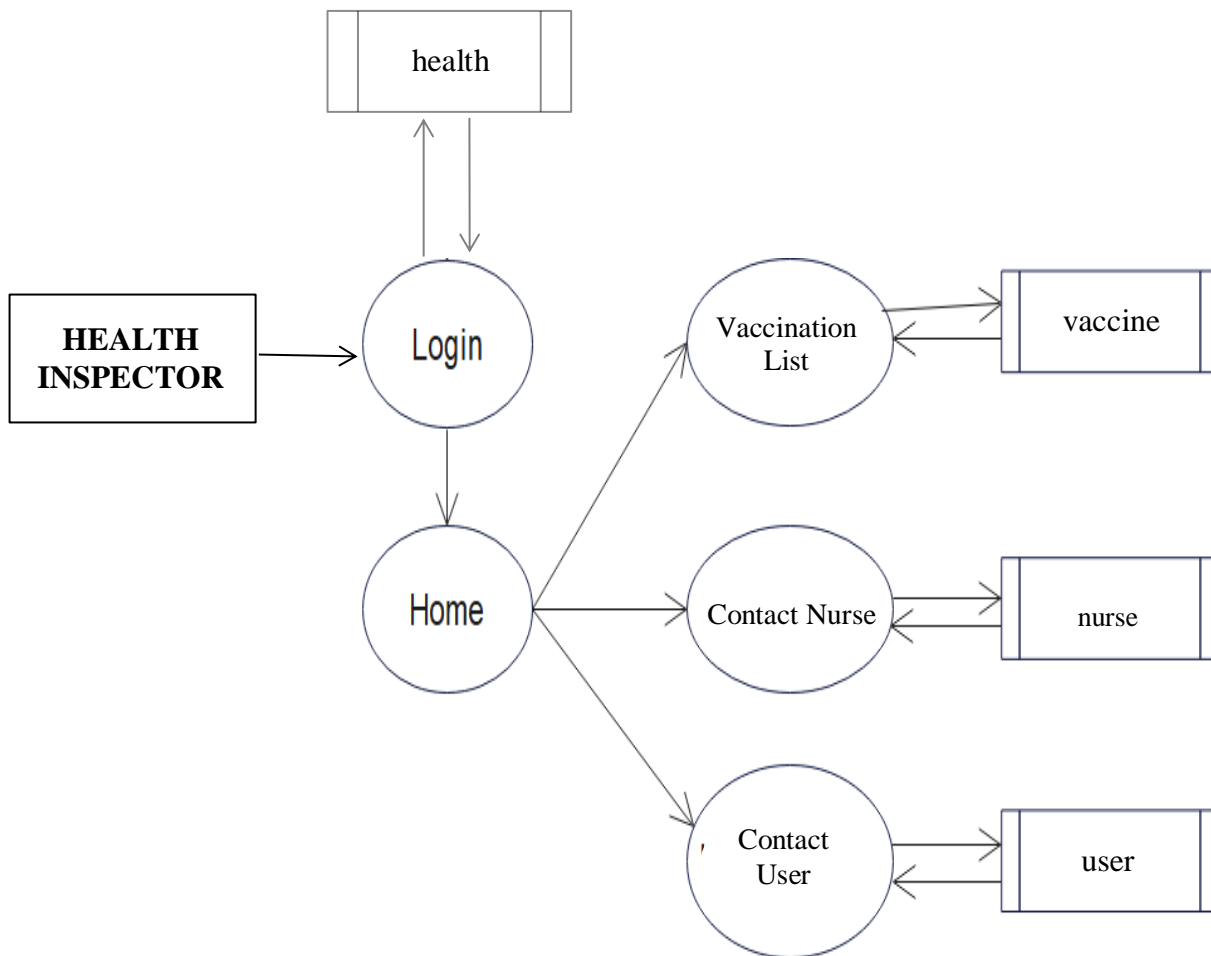 health
HEALTH
INSPECTOR
Login
Vaccination
List
vaccine
Home
Contact Nurse
nurse
Contact
User
user